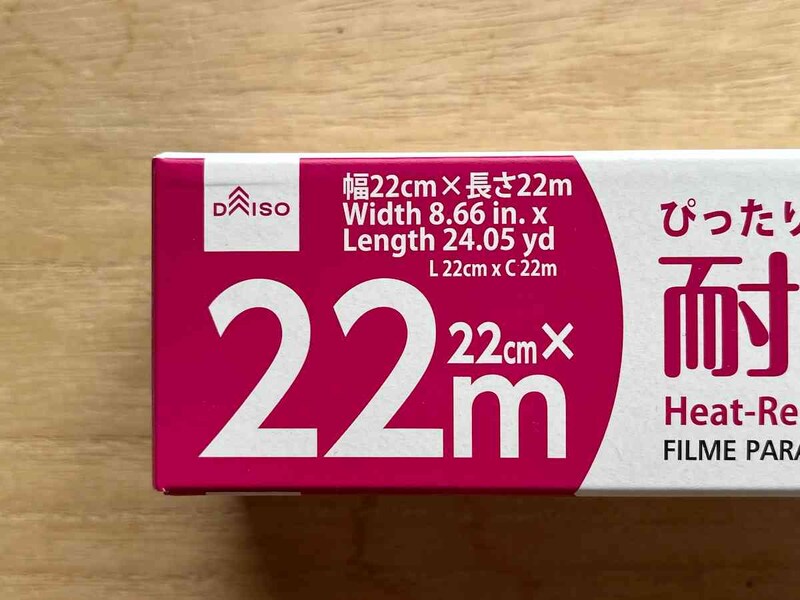 DAISO
幅22cm×長さ22m
Width 8.66 in. x
Length 24.05 yd
L 22cm x C 22m
22cm×
22m
ぴったり
耐
Heat-Re
FILME PARA